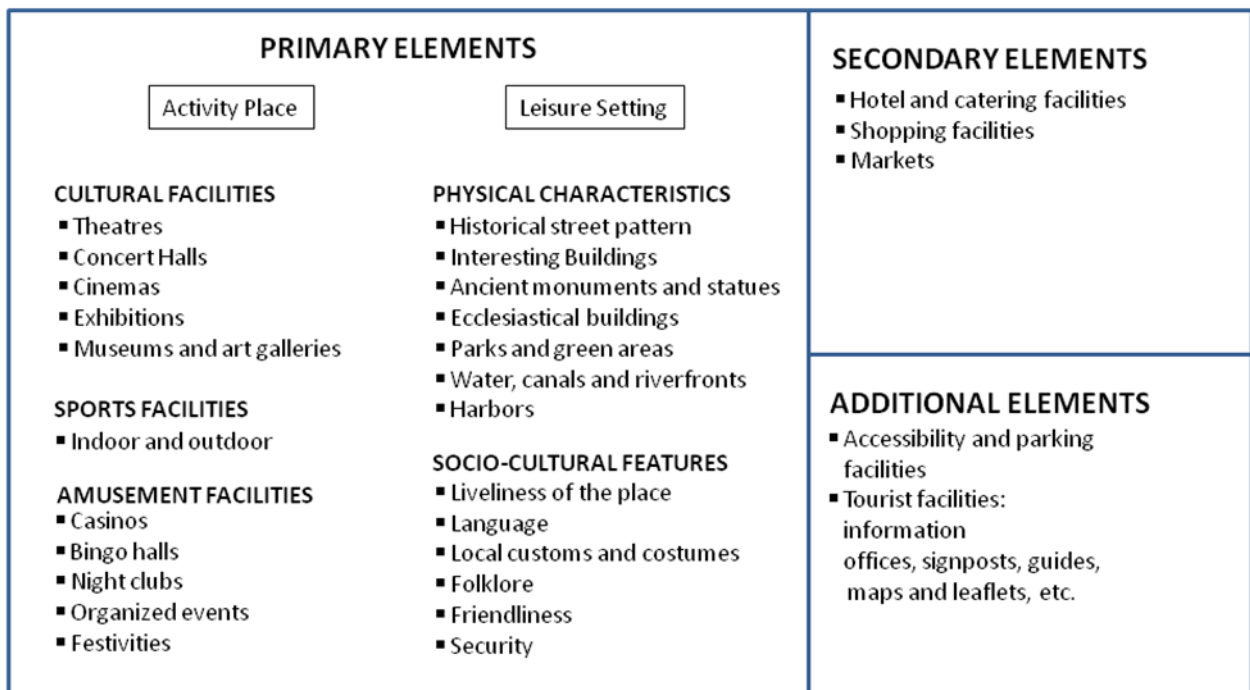 PRIMARY ELEMENTS
Activity Place
CULTURAL FACILITIES
▪ Theatres
▪ Concert Halls
▪ Cinemas
▪ Exhibitions
▪ Museums and art galleries
SPORTS FACILITIES
▪ Indoor and outdoor
AMUSEMENT FACILITIES
▪ Casinos
▪ Bingo halls
▪ Night clubs
▪ Organized events
▪ Festivities
Leisure Setting
PHYSICAL CHARACTERISTICS
▪ Historical street pattern
▪ Interesting Buildings
▪ Ancient monuments and statues
▪ Ecclesiastical buildings
▪ Parks and green areas
▪ Water, canals and riverfronts
▪ Harbors
SOCIO-CULTURAL FEATURES
▪ Liveliness of the place
▪ Language
▪ Local customs and costumes
▪ Folklore
▪ Friendliness
▪ Security
SECONDARY ELEMENTS
▪ Hotel and catering facilities
▪ Shopping facilities
▪ Markets
ADDITIONAL ELEMENTS
▪ Accessibility and parking
facilities
▪ Tourist facilities:
information
offices, signposts, guides,
maps and leaflets, etc.